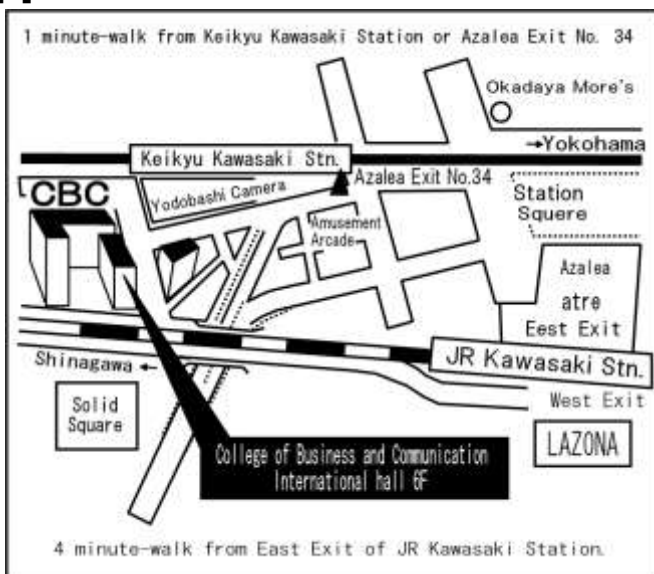 1 minute-walk from Keikyu Kawasaki Station or Azalea Exit No. 34
Okadaya More's
→Yokohama
Keikyu Kawasaki Stn.
Azalea Exit No.34
CBC
Yodobashi Camera
Station
Squere
Amusement
Arcade
Azalea
atre
Eest Exit
JR Kawasaki Stn.
Shinagawa ←
West Exit
Solid
Square
LAZONA
College of Business and Communication
International hall 6F
4 minute-walk from East Exit of JR Kawasaki Station.